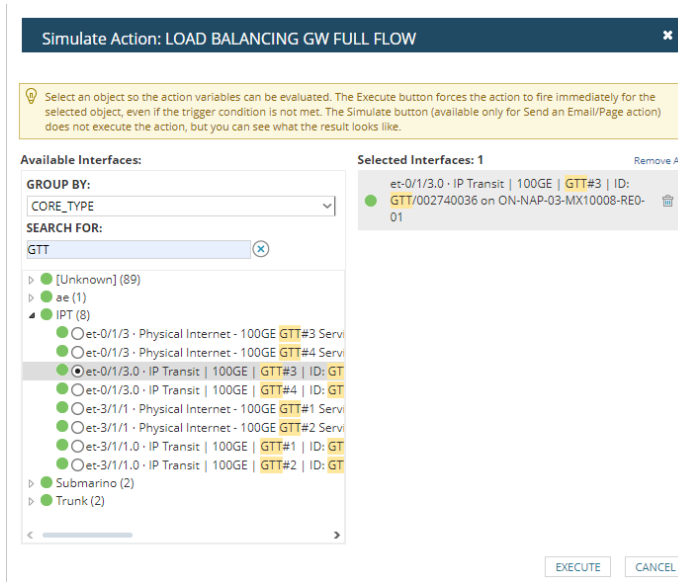 Simulate Action: LOAD BALANCING GW FULL FLOW
Select an object so the action variables can be evaluated. The Execute button forces the action to fire immediately for the
selected object, even if the trigger condition is not met. The Simulate button (available only for Send an Email/Page action)
does not execute the action, but you can see what the result looks like.
Available Interfaces:
GROUP BY:
CORE_TYPE
SEARCH FOR:
GTT
[Unknown] (89)
ae (1)
IPT (8)
et-0/1/3 · Physical Internet - 100GE GTT#3 Servi
et-0/1/3 · Physical Internet - 100GE GTT#4 Servi
et-0/1/3.0 · IP Transit | 100GE | GTT#3 | ID: GT
et-0/1/3.0 · IP Transit | 100GE | GTT#4 | ID: GT
et-3/1/1 · Physical Internet - 100GE GTT#1 Servi
et-3/1/1 · Physical Internet - 100GE GTT#2 Servi
et-3/1/1.0 · IP Transit | 100GE | GTT#1 | ID: GT
et-3/1/1.0 · IP Transit | 100GE | GTT#2 | ID: GT
Submarino (2)
Trunk (2)
Selected Interfaces: 1
Remove A
et-0/1/3.0 · IP Transit | 100GE | GTT#3 | ID:
GTT/002740036 on ON-NAP-03-MX10008-RE0-
01
EXECUTE
CANCEL